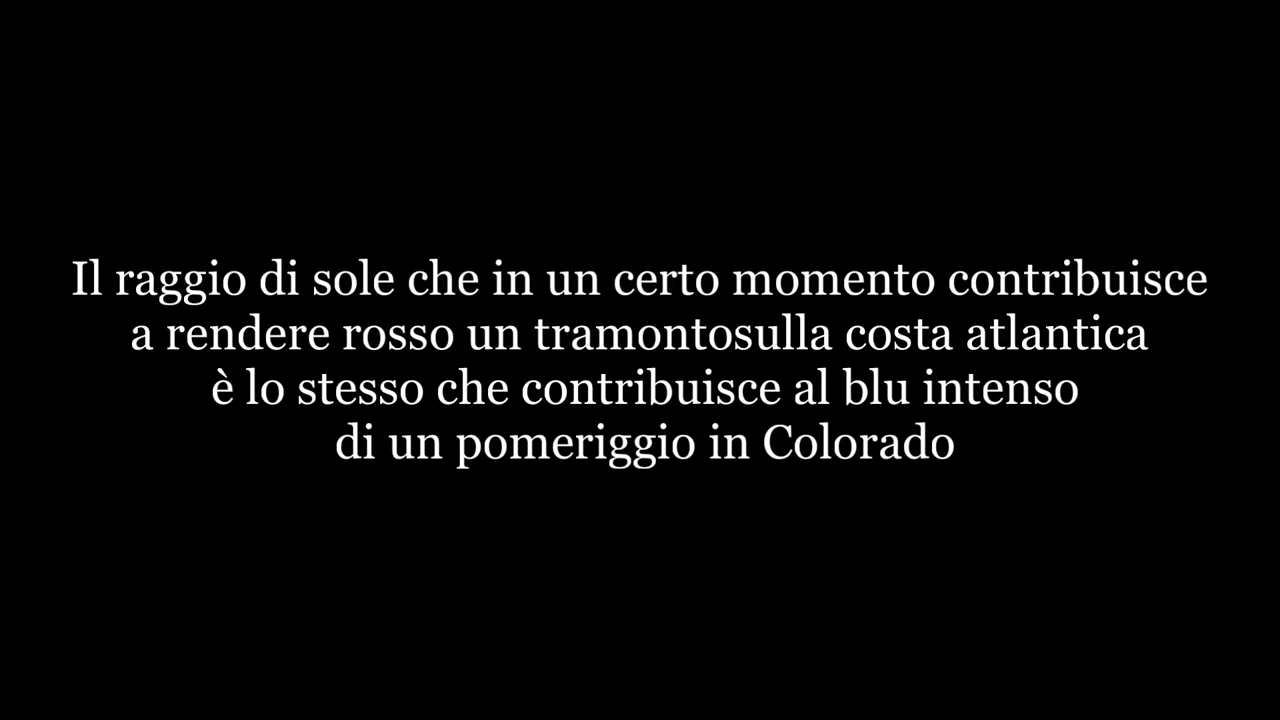 Il raggio di sole che in un certo momento contribuisce
a rendere rosso un tramontosulla costa atlantica
è lo stesso che contribuisce al blu intenso
di un pomeriggio in Colorado